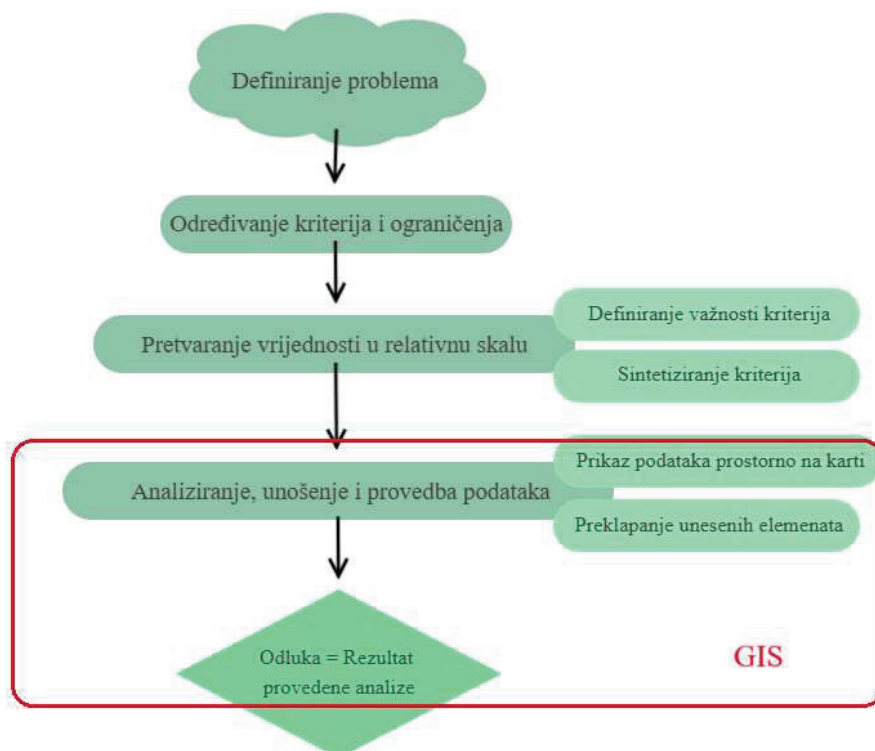 Definiranje problema
Određivanje kriterija i ograničenja
Pretvaranje vrijednosti u relativnu skalu
Definiranje važnosti kriterija
Sintetiziranje kriterija
Analiziranje, unošenje i provedba podataka
Prikaz podataka prostorno na karti
Preklapanje unesenih elemenata
Odluka = Rezultat
provedene analize
GIS